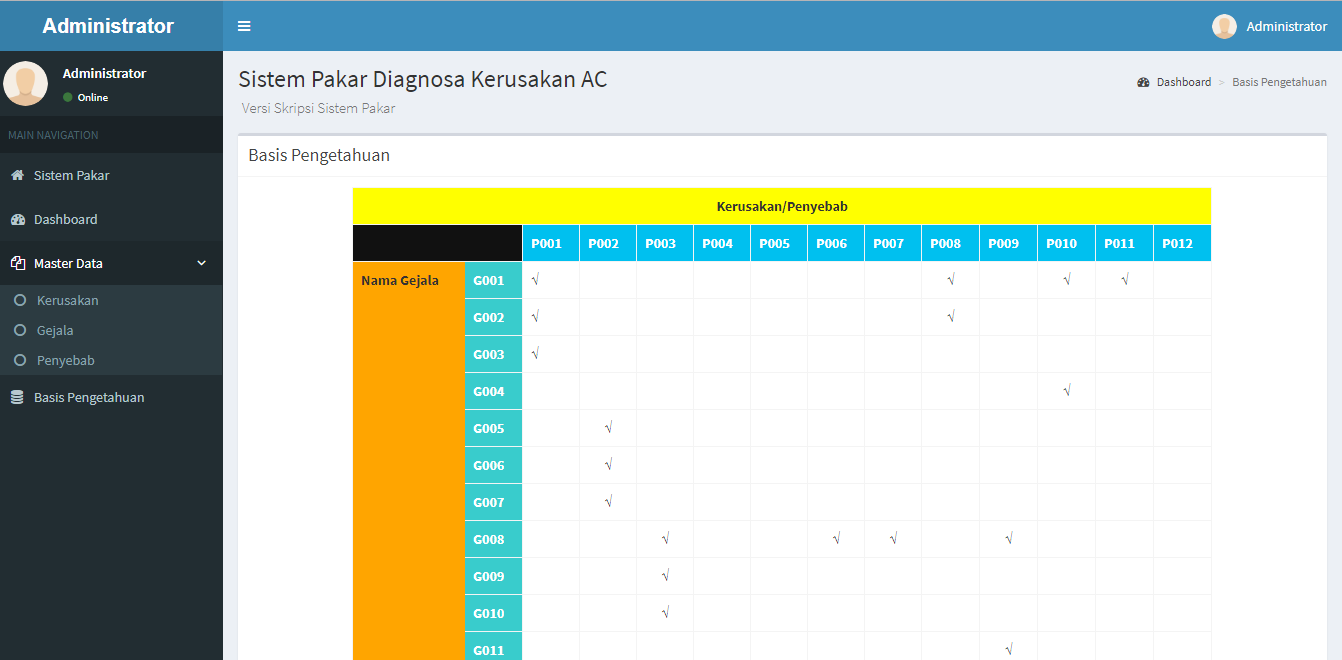 Administrator
Administrator
Administrator
Online
MAIN NAVIGATION
Sistem Pakar
Dashboard
Master Data
Kerusakan
Gejala
Penyebab
Basis Pengetahuan
Sistem Pakar Diagnosa Kerusakan AC
Versi Skripsi Sistem Pakar
Dashboard > Basis Pengetahuan
Basis Pengetahuan
Kerusakan/Penyebab
P001 P002 P003 P004 P005 P006 P007 P008 P009 P010 P011 P012
Nama Gejala G001 √ √ √ √
G002 √ √
G003 √
G004 √
G005 √
G006 √
G007 √
G008 √ √ √ √
G009 √
G010 √
G011 √